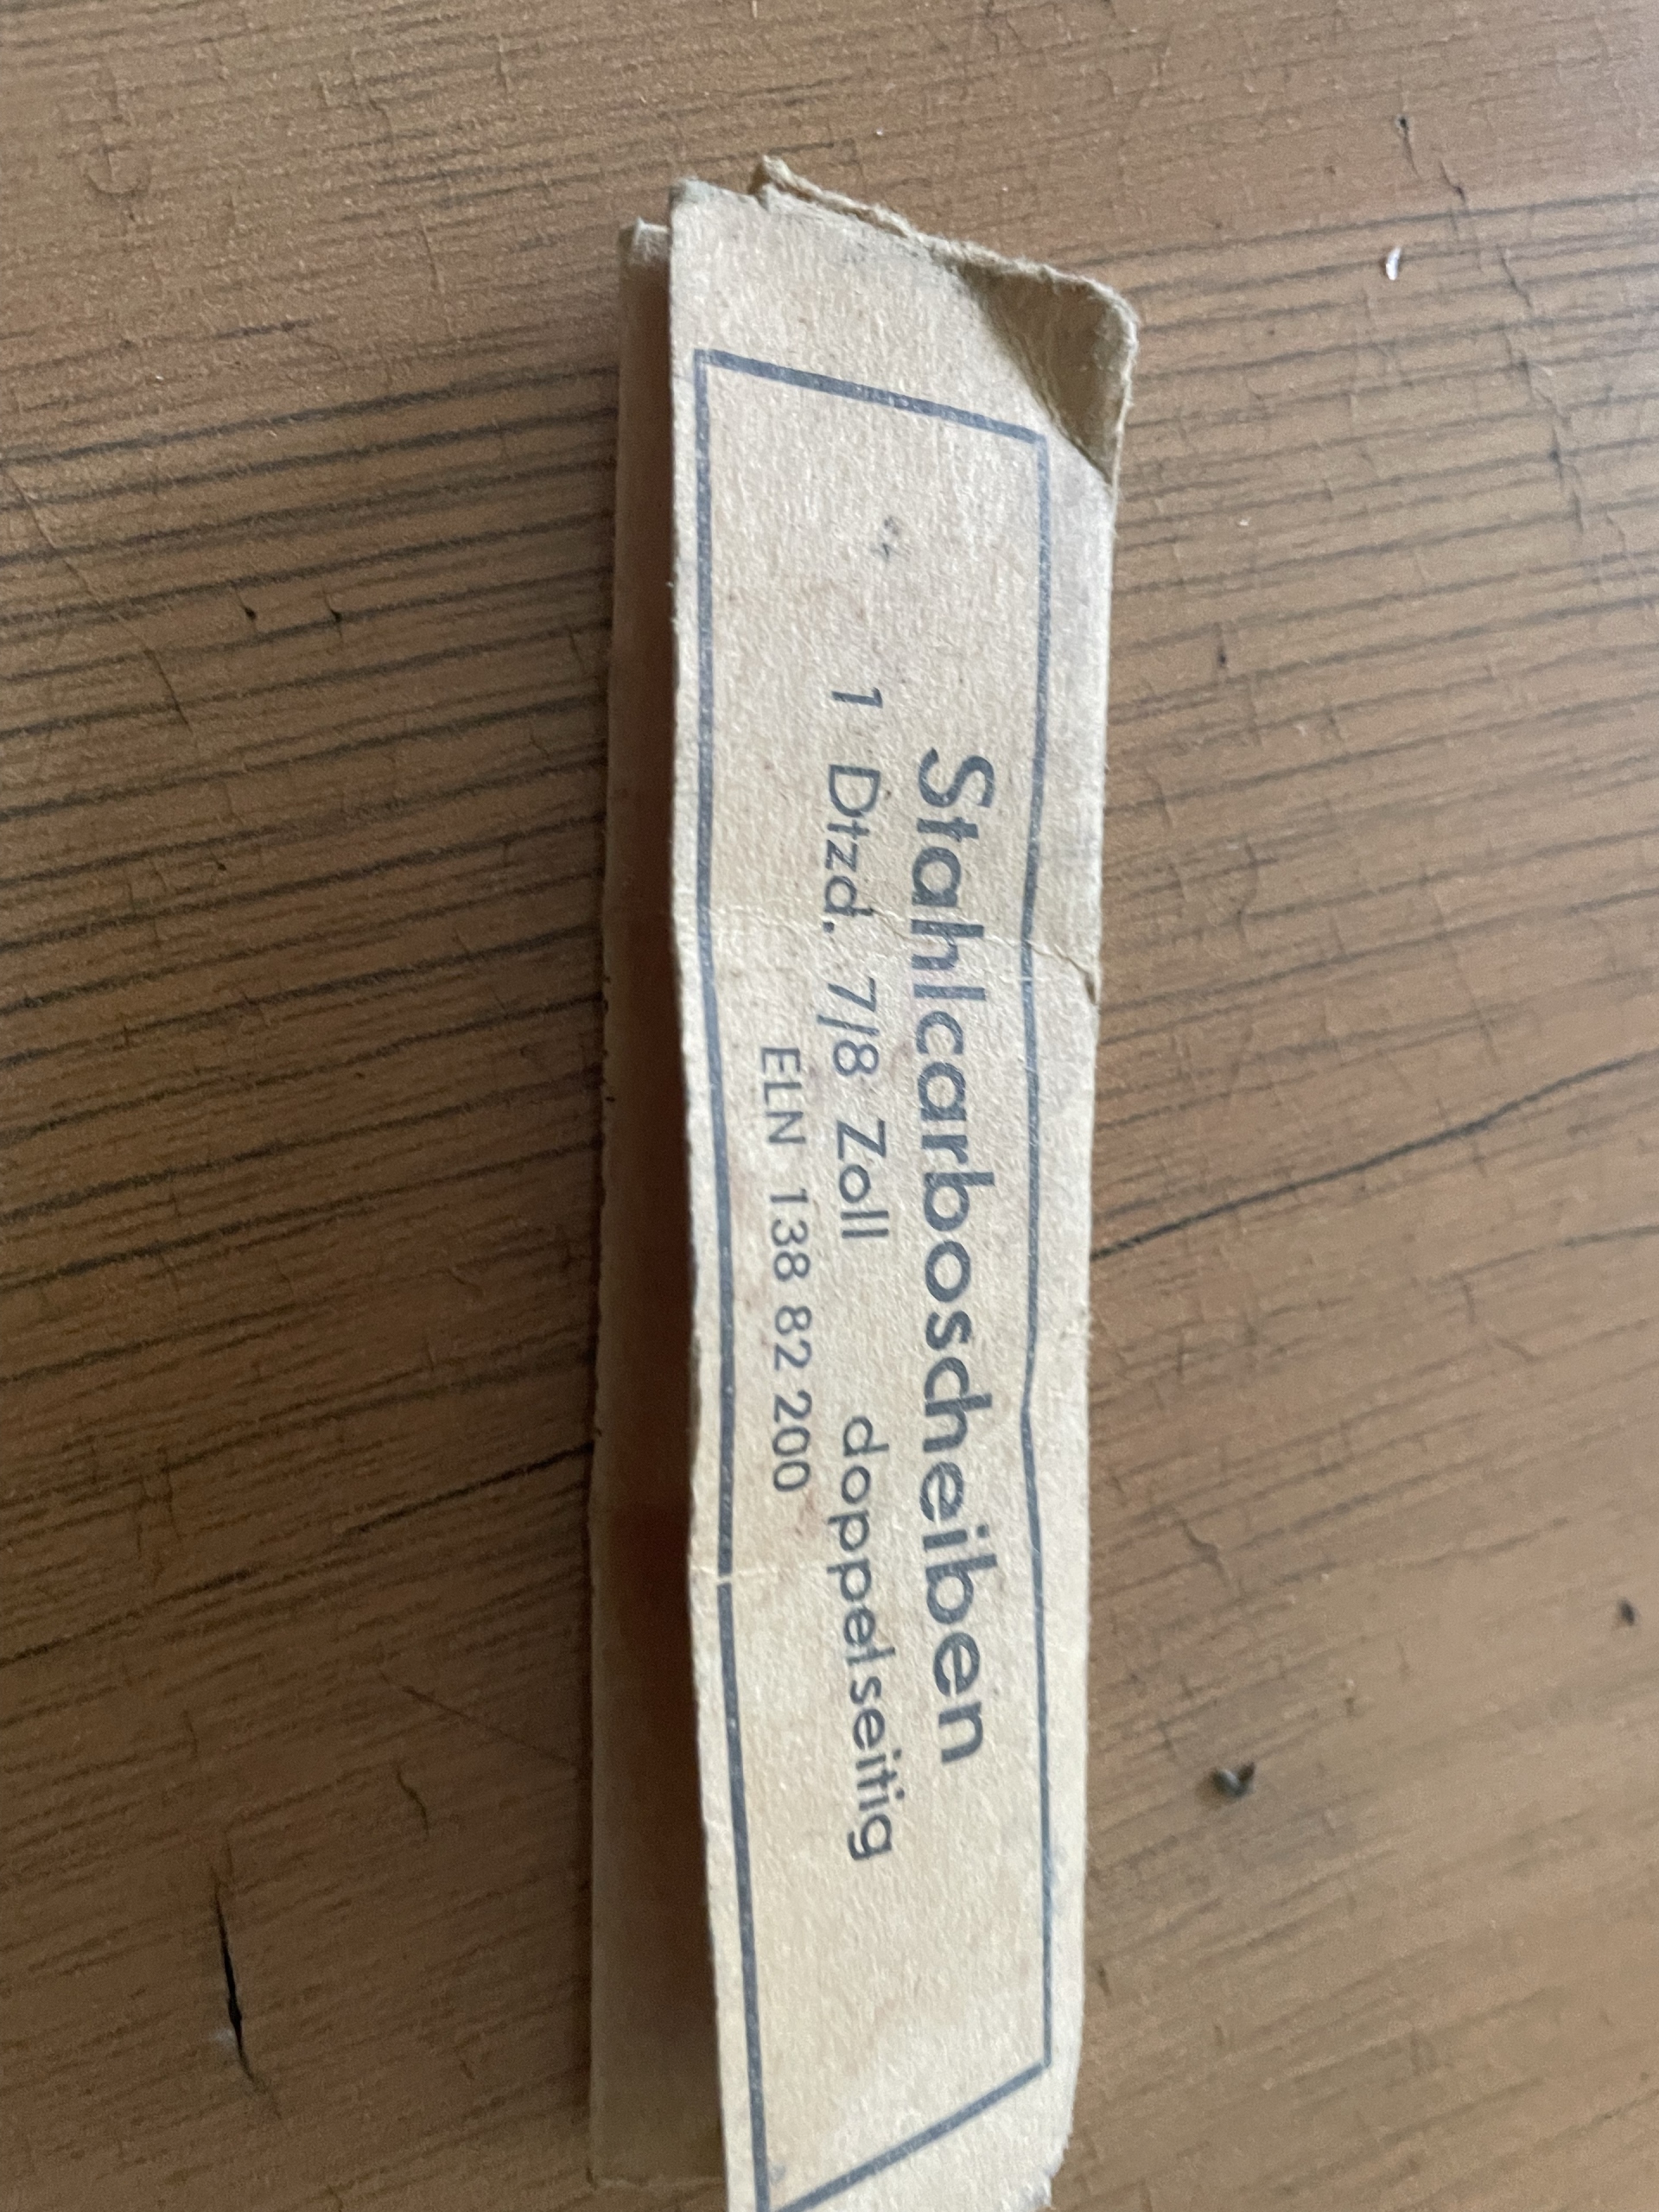 Stahlcarboscheiben
1 Dtzd. 7/8 Zoll doppelseitig
ELN 138 82 200